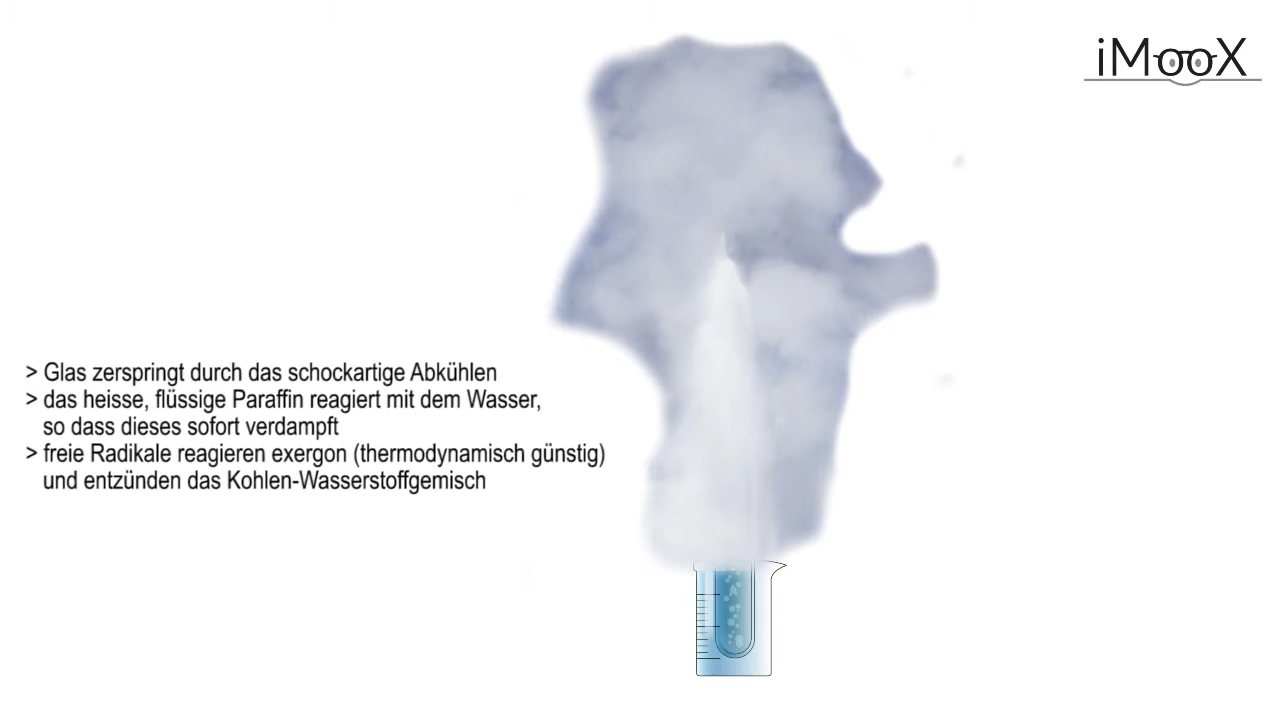 iMooX
> Glas zerspringt durch das schockartige Abkühlen
> das heisse, flüssige Paraffin reagiert mit dem Wasser,
so dass dieses sofort verdampft
> freie Radikale reagieren exergon (thermodynamisch günstig)
und entzünden das Kohlen-Wasserstoffgemisch